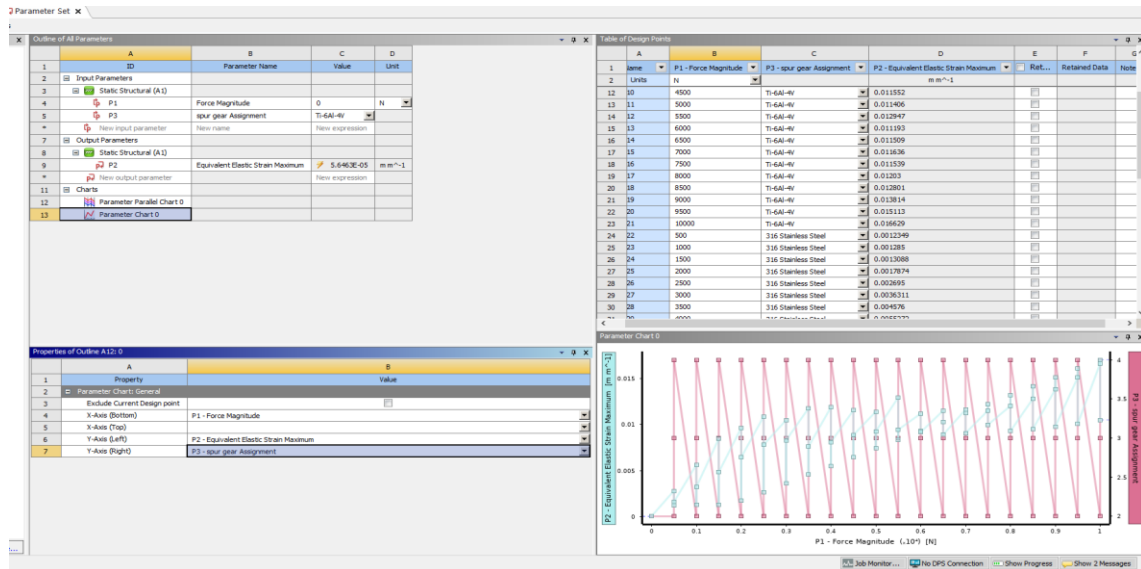 Parameter Set
Outline of All Parameters
A B C D
1 ID Parameter Name Value Unit
2 Input Parameters
3 Static Structural (A1)
4 P1 Force Magnitude 0 N
5 P3 spur gear Assignment Ti-6Al-4V
* New input parameter New name New expression
7 Output Parameters
8 Static Structural (A1)
9 P2 Equivalent Elastic Strain Maximum 5.6463E-05 m m^-1
* New output parameter New expression
11 Charts
12 Parameter Parallel Chart 0
13 Parameter Chart 0
Properties of Outline A12: 0
A B
1 Property Value
2 Parameter Chart: General
3 Exclude Current Design point
4 X-Axis (Bottom) P1 - Force Magnitude
5 X-Axis (Top)
6 Y-Axis (Left) P2 - Equivalent Elastic Strain Maximum
7 Y-Axis (Right) P3 - spur gear Assignment
Table of Design Points
A B C D E F G
1 Name P1 - Force Magnitude P3 - spur gear Assignment P2 - Equivalent Elastic Strain Maximum Ret... Retained Data Note
2 Units N m m^-1
12 10 4500 Ti-6Al-4V 0.011552
13 11 5000 Ti-6Al-4V 0.011406
14 12 5500 Ti-6Al-4V 0.012947
15 13 6000 Ti-6Al-4V 0.011193
16 14 6500 Ti-6Al-4V 0.011509
17 15 7000 Ti-6Al-4V 0.011636
18 16 7500 Ti-6Al-4V 0.011539
19 17 8000 Ti-6Al-4V 0.01203
20 18 8500 Ti-6Al-4V 0.012801
21 19 9000 Ti-6Al-4V 0.013814
22 20 9500 Ti-6Al-4V 0.015113
23 21 10000 Ti-6Al-4V 0.016629
24 22 500 316 Stainless Steel 0.0012349
25 23 1000 316 Stainless Steel 0.001285
26 24 1500 316 Stainless Steel 0.0013088
27 25 2000 316 Stainless Steel 0.0017874
28 26 2500 316 Stainless Steel 0.002695
29 27 3000 316 Stainless Steel 0.0036311
30 28 3500 316 Stainless Steel 0.004576
Parameter Chart 0
P2 - Equivalent Elastic Strain Maximum [m m^-1]
0.015
0.01
0.005
0
0 0.1 0.2 0.3 0.4 0.5 0.6 0.7 0.8 0.9 1
P1 - Force Magnitude (.10⁴) [N]
4
3.5
3
2.5
2
P3 - spur gear Assignment
Job Monitor... No DPS Connection Show Progress Show 2 Messages